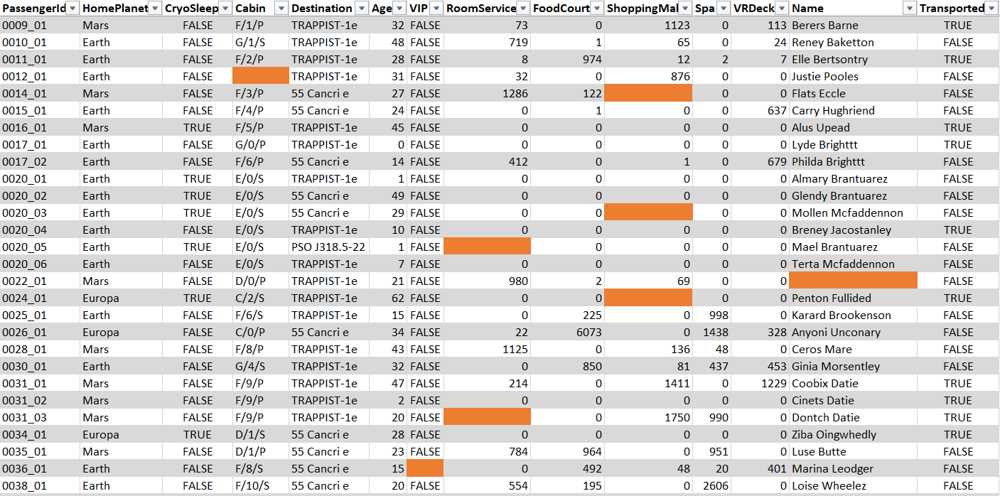 PassengerId HomePlanet CryoSleep Cabin Destination Age VIP RoomService FoodCourt ShoppingMal Spa VRDeck Name Transported
0009_01 Mars FALSE F/1/P TRAPPIST-1e 32 FALSE 73 0 1123 0 113 Berers Barne TRUE
0010_01 Earth FALSE G/1/S TRAPPIST-1e 48 FALSE 719 1 65 0 24 Reney Baketton FALSE
0011_01 Earth FALSE F/2/P TRAPPIST-1e 28 FALSE 8 974 12 2 7 Elle Bertsontry TRUE
0012_01 Earth FALSE TRAPPIST-1e 31 FALSE 32 0 876 0 0 Justie Pooles FALSE
0014_01 Mars FALSE F/3/P 55 Cancri e 27 FALSE 1286 122 0 0 Flats Eccle FALSE
0015_01 Earth FALSE F/4/P 55 Cancri e 24 FALSE 0 1 0 0 637 Carry Hughriend FALSE
0016_01 Mars TRUE F/5/P TRAPPIST-1e 45 FALSE 0 0 0 0 0 Alus Upead TRUE
0017_01 Earth FALSE G/0/P TRAPPIST-1e 0 FALSE 0 0 0 0 0 Lyde Brighttt TRUE
0017_02 Earth FALSE F/6/P 55 Cancri e 14 FALSE 412 0 1 0 679 Philda Brighttt FALSE
0020_01 Earth TRUE E/0/S TRAPPIST-1e 1 FALSE 0 0 0 0 0 Almary Brantuarez FALSE
0020_02 Earth TRUE E/0/S 55 Cancri e 49 FALSE 0 0 0 0 0 Glendy Brantuarez FALSE
0020_03 Earth TRUE E/0/S 55 Cancri e 29 FALSE 0 0 0 0 Mollen Mcfaddennon FALSE
0020_04 Earth FALSE E/0/S TRAPPIST-1e 10 FALSE 0 0 0 0 0 Breney Jacostanley TRUE
0020_05 Earth TRUE E/0/S PSO J318.5-22 1 FALSE 0 0 0 0 Mael Brantuarez FALSE
0020_06 Earth FALSE E/0/S TRAPPIST-1e 7 FALSE 0 0 0 0 0 Terta Mcfaddennon FALSE
0022_01 Mars FALSE D/0/P TRAPPIST-1e 21 FALSE 980 2 69 0 0 FALSE
0024_01 Europa TRUE C/2/S TRAPPIST-1e 62 FALSE 0 0 0 0 Penton Fullided TRUE
0025_01 Earth FALSE F/6/S TRAPPIST-1e 15 FALSE 0 225 0 998 0 Karard Brookenson FALSE
0026_01 Europa FALSE C/0/P 55 Cancri e 34 FALSE 22 6073 0 1438 328 Anyoni Unconary FALSE
0028_01 Mars FALSE F/8/P TRAPPIST-1e 43 FALSE 1125 0 136 48 0 Ceros Mare FALSE
0030_01 Earth FALSE G/4/S TRAPPIST-1e 32 FALSE 0 850 81 437 453 Ginia Morsentley FALSE
0031_01 Mars FALSE F/9/P TRAPPIST-1e 47 FALSE 214 0 1411 0 1229 Coobix Datie TRUE
0031_02 Mars FALSE F/9/P TRAPPIST-1e 2 FALSE 0 0 0 0 0 Cinets Datie TRUE
0031_03 Mars FALSE F/9/P TRAPPIST-1e 20 FALSE 0 1750 990 0 Dontch Datie TRUE
0034_01 Europa TRUE D/1/S 55 Cancri e 28 FALSE 0 0 0 0 0 Ziba Oingwhedly TRUE
0035_01 Mars FALSE D/1/P 55 Cancri e 23 FALSE 784 964 0 951 0 Luse Butte FALSE
0036_01 Earth FALSE F/8/S 55 Cancri e 15 0 492 48 20 401 Marina Leodger FALSE
0038_01 Earth FALSE F/10/S 55 Cancri e 20 FALSE 554 195 0 2606 0 Loise Wheelez FALSE